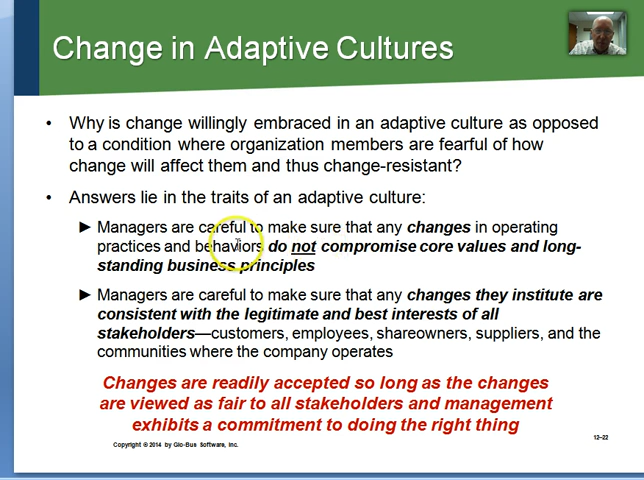 Change in Adaptive Cultures
• Why is change willingly embraced in an adaptive culture as opposed
to a condition where organization members are fearful of how
change will affect them and thus change-resistant?
• Answers lie in the traits of an adaptive culture:
► Managers are careful to make sure that any changes in operating
practices and behaviors do not compromise core values and long-
standing business principles
► Managers are careful to make sure that any changes they institute are
consistent with the legitimate and best interests of all
stakeholders—customers, employees, shareowners, suppliers, and the
communities where the company operates
Changes are readily accepted so long as the changes
are viewed as fair to all stakeholders and management
exhibits a commitment to doing the right thing
12–22
Copyright © 2014 by Glo-Bus Software, Inc.